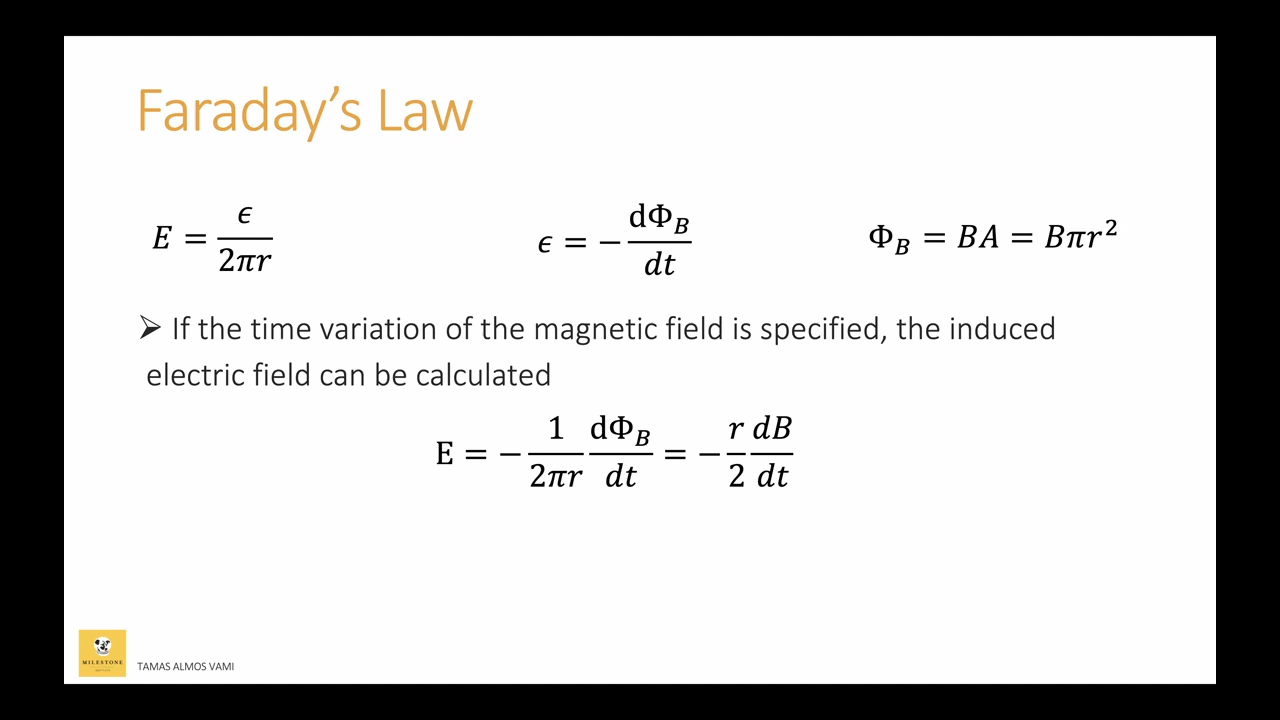 Faraday's Law
E = ϵ / 2πr
ϵ = − dΦ_B / dt
Φ_B = BA = Bπr²
➢ If the time variation of the magnetic field is specified, the induced
electric field can be calculated
E = − 1/2πr dΦ_B/dt = − r/2 dB/dt
MILESTONE
TAMAS ALMOS VAMI